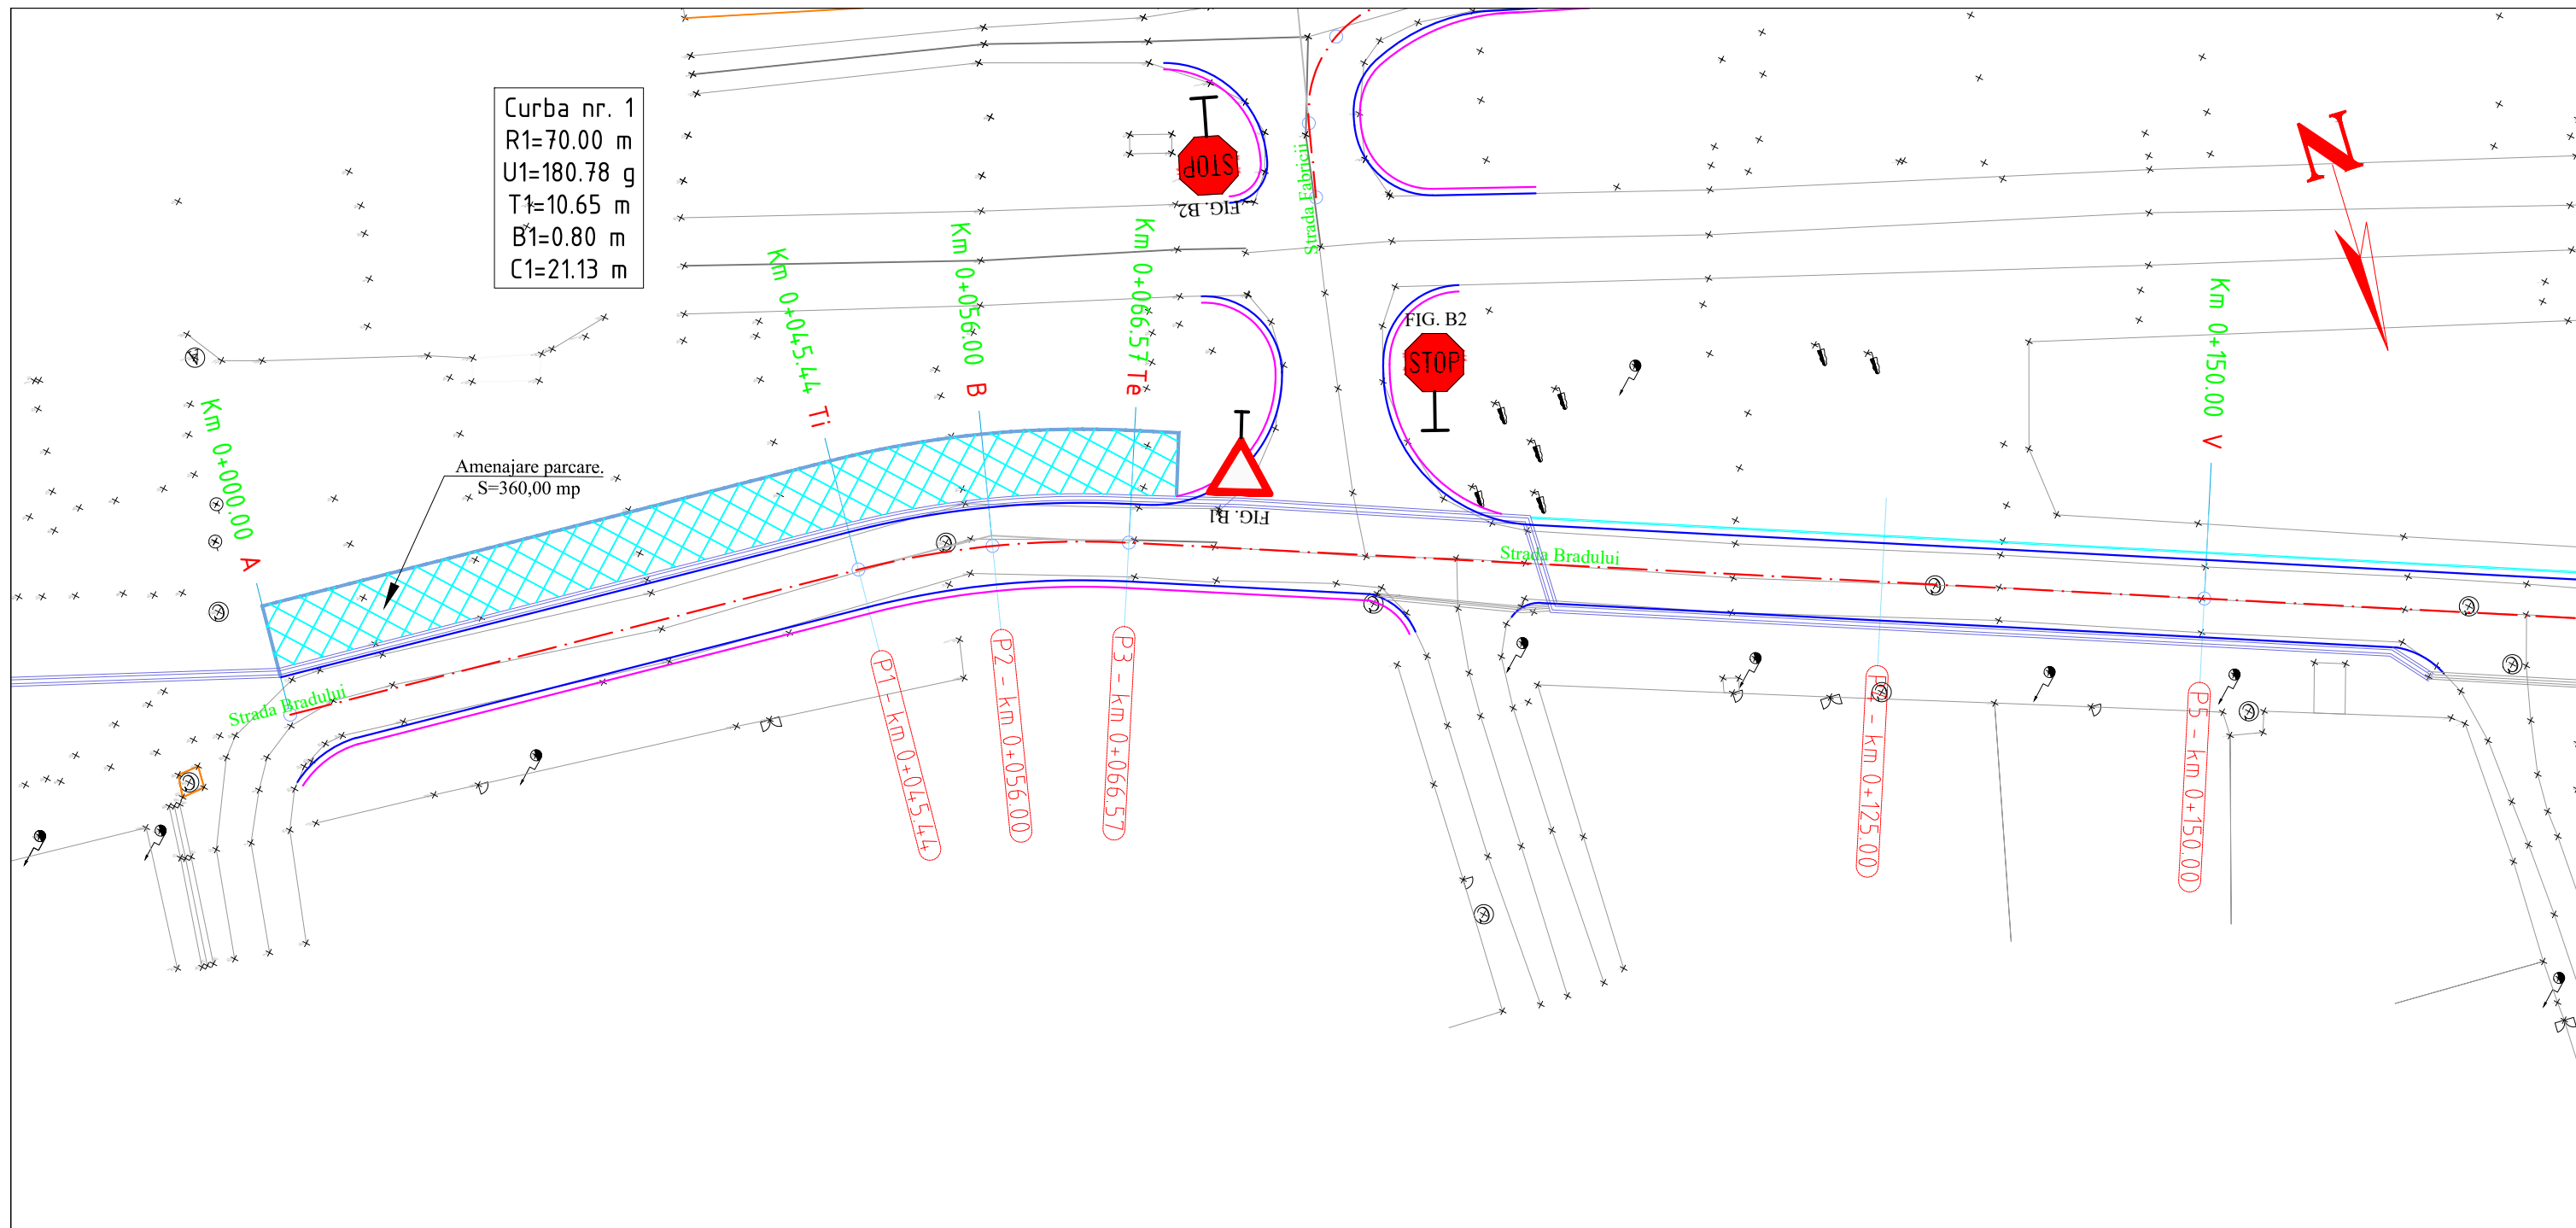 Curba nr. 1
R1=70.00 m
U1=180.78 g
T1=10.65 m
B1=0.80 m
C1=21.13 m
STOP
FIG. B2
Strada Fabricii
N
Km 0+000.00 A
Km 0+045.44 Ti
Km 0+056.00 B
Km 0+066.57 Te
FIG. B2
STOP
Km 0+150.00 V
Amenajare parcare.
S=360,00 mp
FIG. B1
Strada Bradului
Strada Bradului
P1 - km 0+045.44
P2 - km 0+056.00
P3 - km 0+066.57
P4 - km 0+125.00
P5 - km 0+150.00